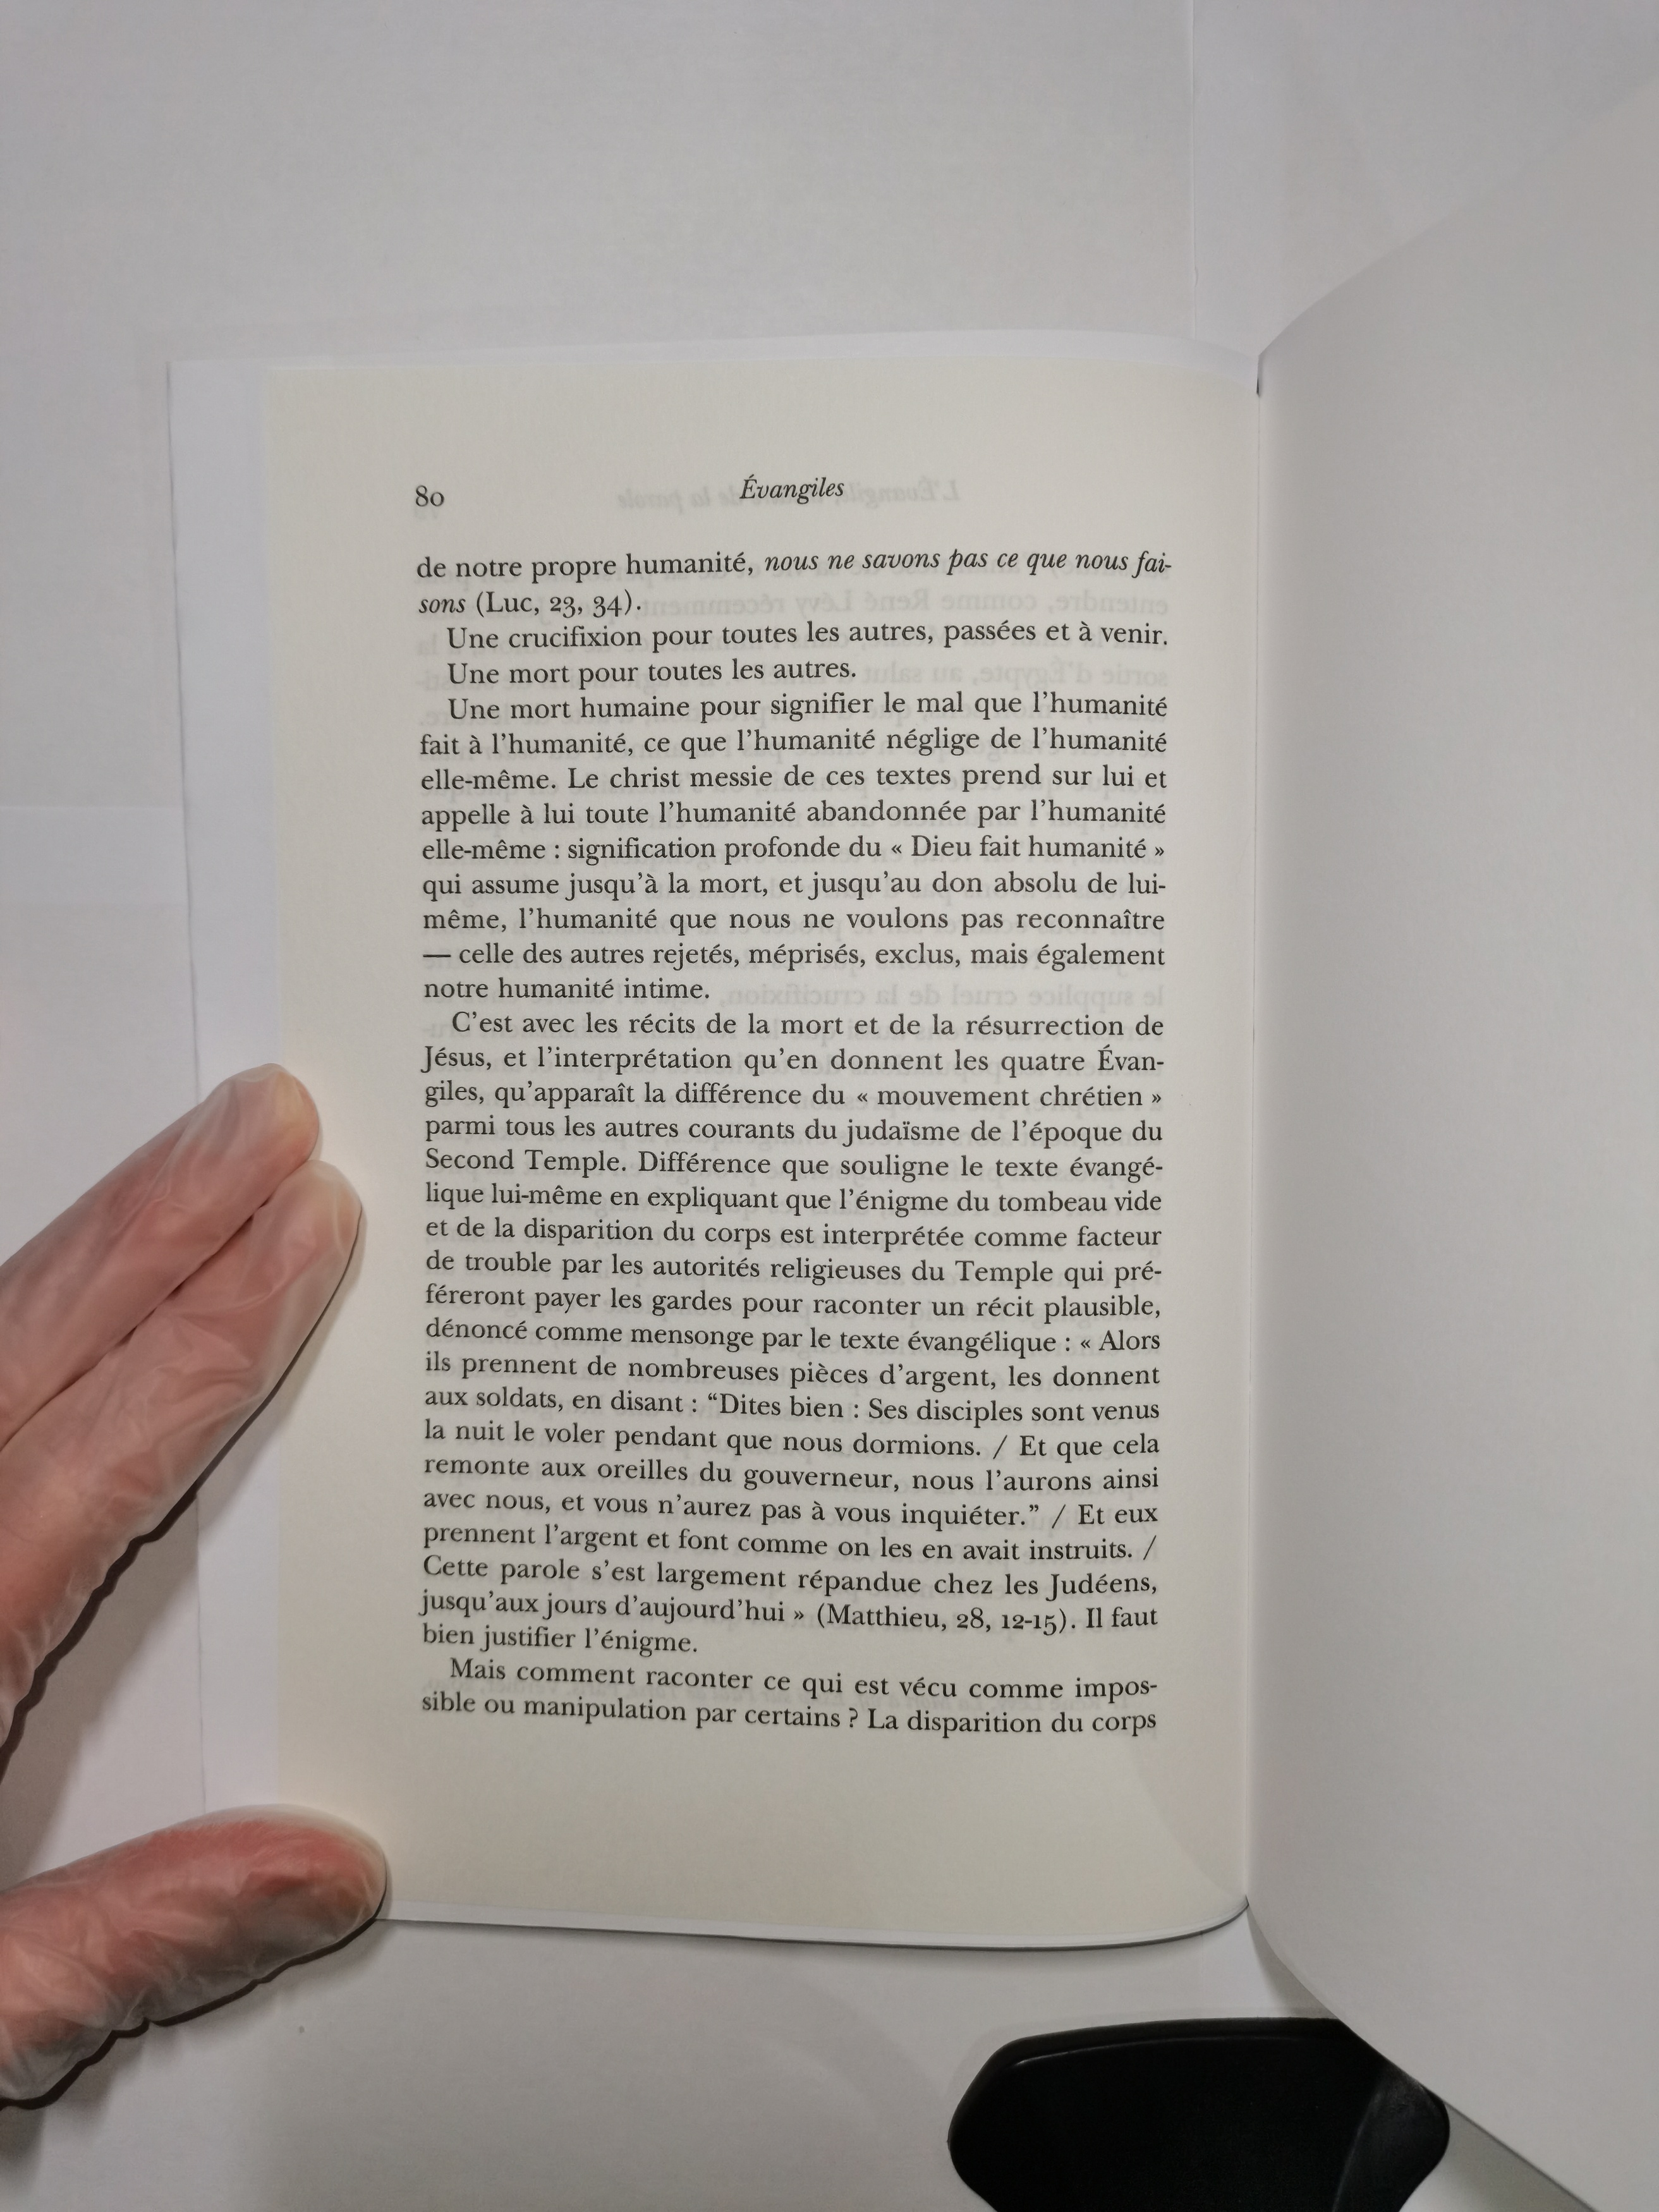 80
Évangiles
de notre propre humanité, nous ne savons pas ce que nous fai-
sons (Luc, 23, 34).
Une crucifixion pour toutes les autres, passées et à venir.
Une mort pour toutes les autres.
Une mort humaine pour signifier le mal que l’humanité
fait à l’humanité, ce que l’humanité néglige de l’humanité
elle-même. Le christ messie de ces textes prend sur lui et
appelle à lui toute l’humanité abandonnée par l’humanité
elle-même : signification profonde du « Dieu fait humanité »
qui assume jusqu’à la mort, et jusqu’au don absolu de lui-
même, l’humanité que nous ne voulons pas reconnaître
— celle des autres rejetés, méprisés, exclus, mais également
notre humanité intime.
C’est avec les récits de la mort et de la résurrection de
Jésus, et l’interprétation qu’en donnent les quatre Évan-
giles, qu’apparaît la différence du « mouvement chrétien »
parmi tous les autres courants du judaïsme de l’époque du
Second Temple. Différence que souligne le texte évangé-
lique lui-même en expliquant que l’énigme du tombeau vide
et de la disparition du corps est interprétée comme facteur
de trouble par les autorités religieuses du Temple qui pré-
féreront payer les gardes pour raconter un récit plausible,
dénoncé comme mensonge par le texte évangélique : « Alors
ils prennent de nombreuses pièces d’argent, les donnent
aux soldats, en disant : “Dites bien : Ses disciples sont venus
la nuit le voler pendant que nous dormions. / Et que cela
remonte aux oreilles du gouverneur, nous l’aurons ainsi
avec nous, et vous n’aurez pas à vous inquiéter.” / Et eux
prennent l’argent et font comme on les en avait instruits. /
Cette parole s’est largement répandue chez les Judéens,
jusqu’aux jours d’aujourd’hui » (Matthieu, 28, 12-15). Il faut
bien justifier l’énigme.
Mais comment raconter ce qui est vécu comme impos-
sible ou manipulation par certains ? La disparition du corps